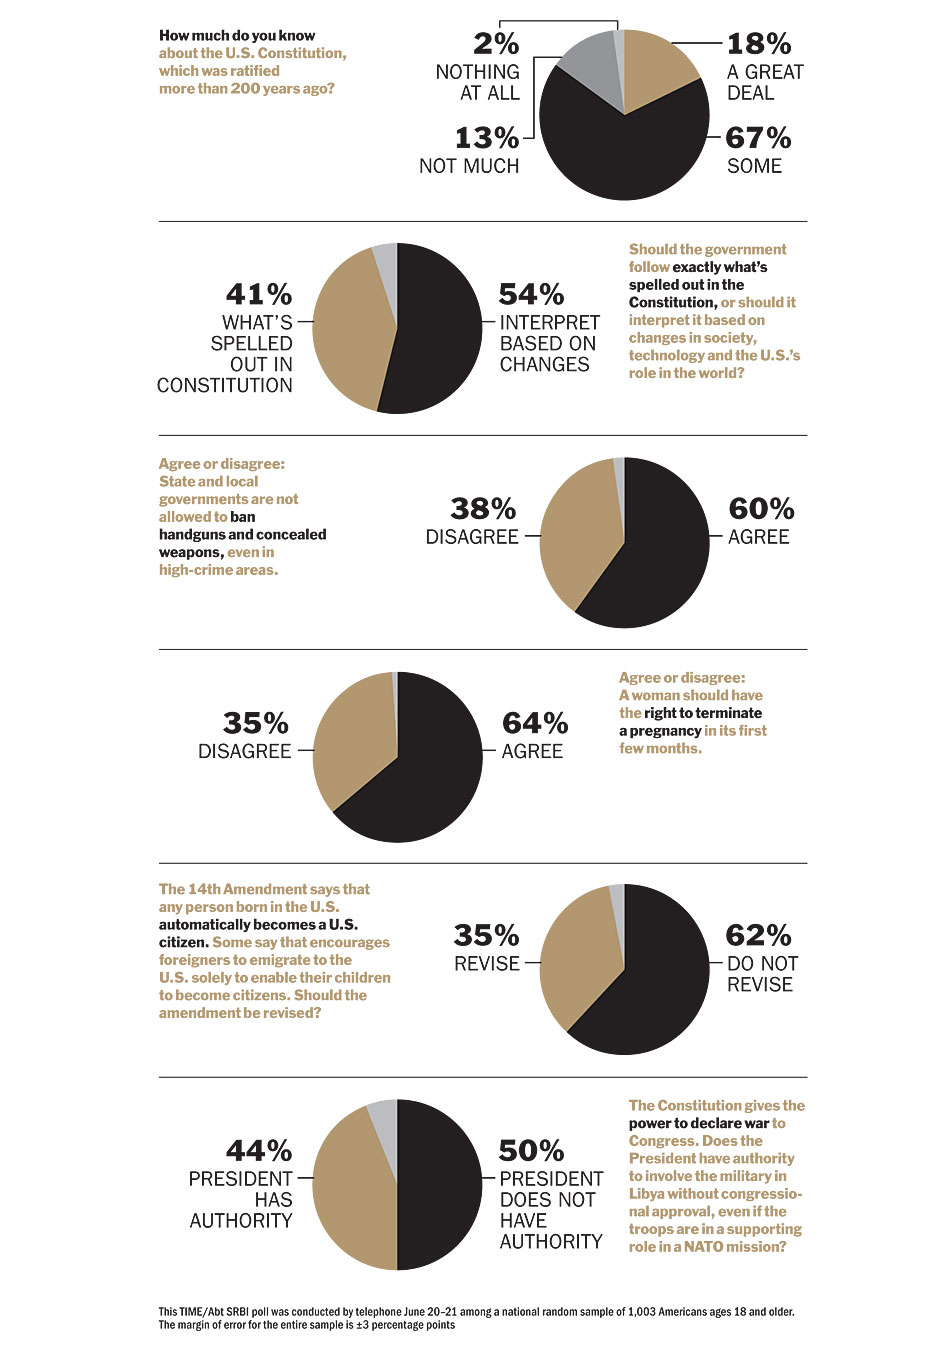 How much do you know
about the U.S. Constitution,
which was ratified
more than 200 years ago?
2%
NOTHING
AT ALL
13%
NOT MUCH
18%
A GREAT
DEAL
67%
SOME
41%
WHAT'S
SPELLED
OUT IN
CONSTITUTION
54%
INTERPRET
BASED ON
CHANGES
Should the government
follow exactly what's
spelled out in the
Constitution, or should it
interpret it based on
changes in society,
technology and the U.S.'s
role in the world?
Agree or disagree:
State and local
governments are not
allowed to ban
handguns and concealed
weapons, even in
high-crime areas.
38%
DISAGREE
60%
AGREE
35%
DISAGREE
64%
AGREE
Agree or disagree:
A woman should have
the right to terminate
a pregnancy in its first
few months.
The 14th Amendment says that
any person born in the U.S.
automatically becomes a U.S.
citizen. Some say that encourages
foreigners to emigrate to the
U.S. solely to enable their children
to become citizens. Should the
amendment be revised?
35%
REVISE
62%
DO NOT
REVISE
44%
PRESIDENT
HAS
AUTHORITY
50%
PRESIDENT
DOES NOT
HAVE
AUTHORITY
The Constitution gives the
power to declare war to
Congress. Does the
President have authority
to involve the military in
Libya without congressio-
nal approval, even if the
troops are in a supporting
role in a NATO mission?
This TIME/Abt SRBI poll was conducted by telephone June 20–21 among a national random sample of 1,003 Americans ages 18 and older.
The margin of error for the entire sample is ±3 percentage points